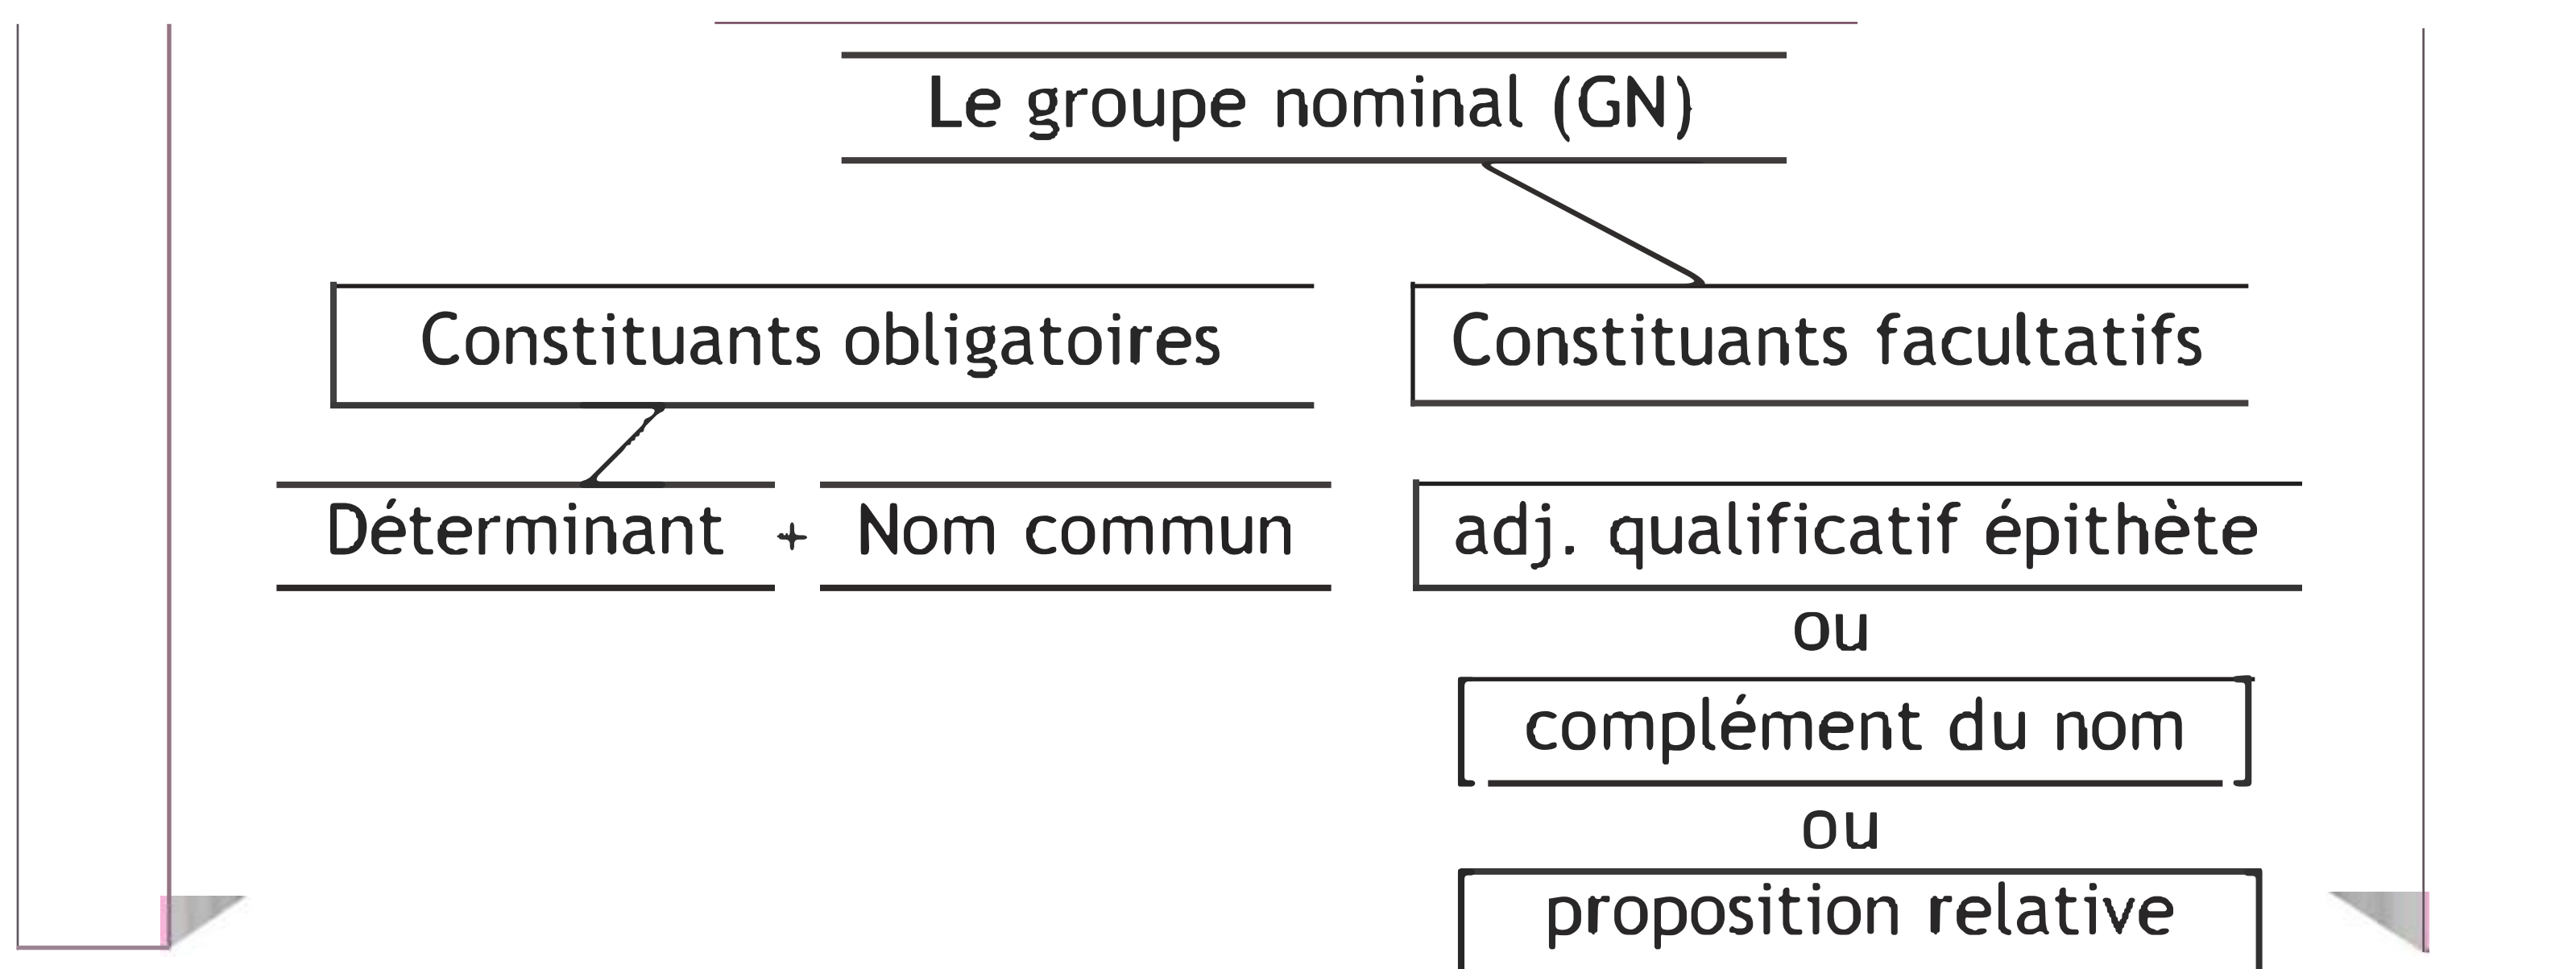 Le groupe nominal (GN)
Constituants obligatoires
Constituants facultatifs
Déterminant + Nom commun
adj. qualificatif épithète
ou
complément du nom
ou
proposition relative